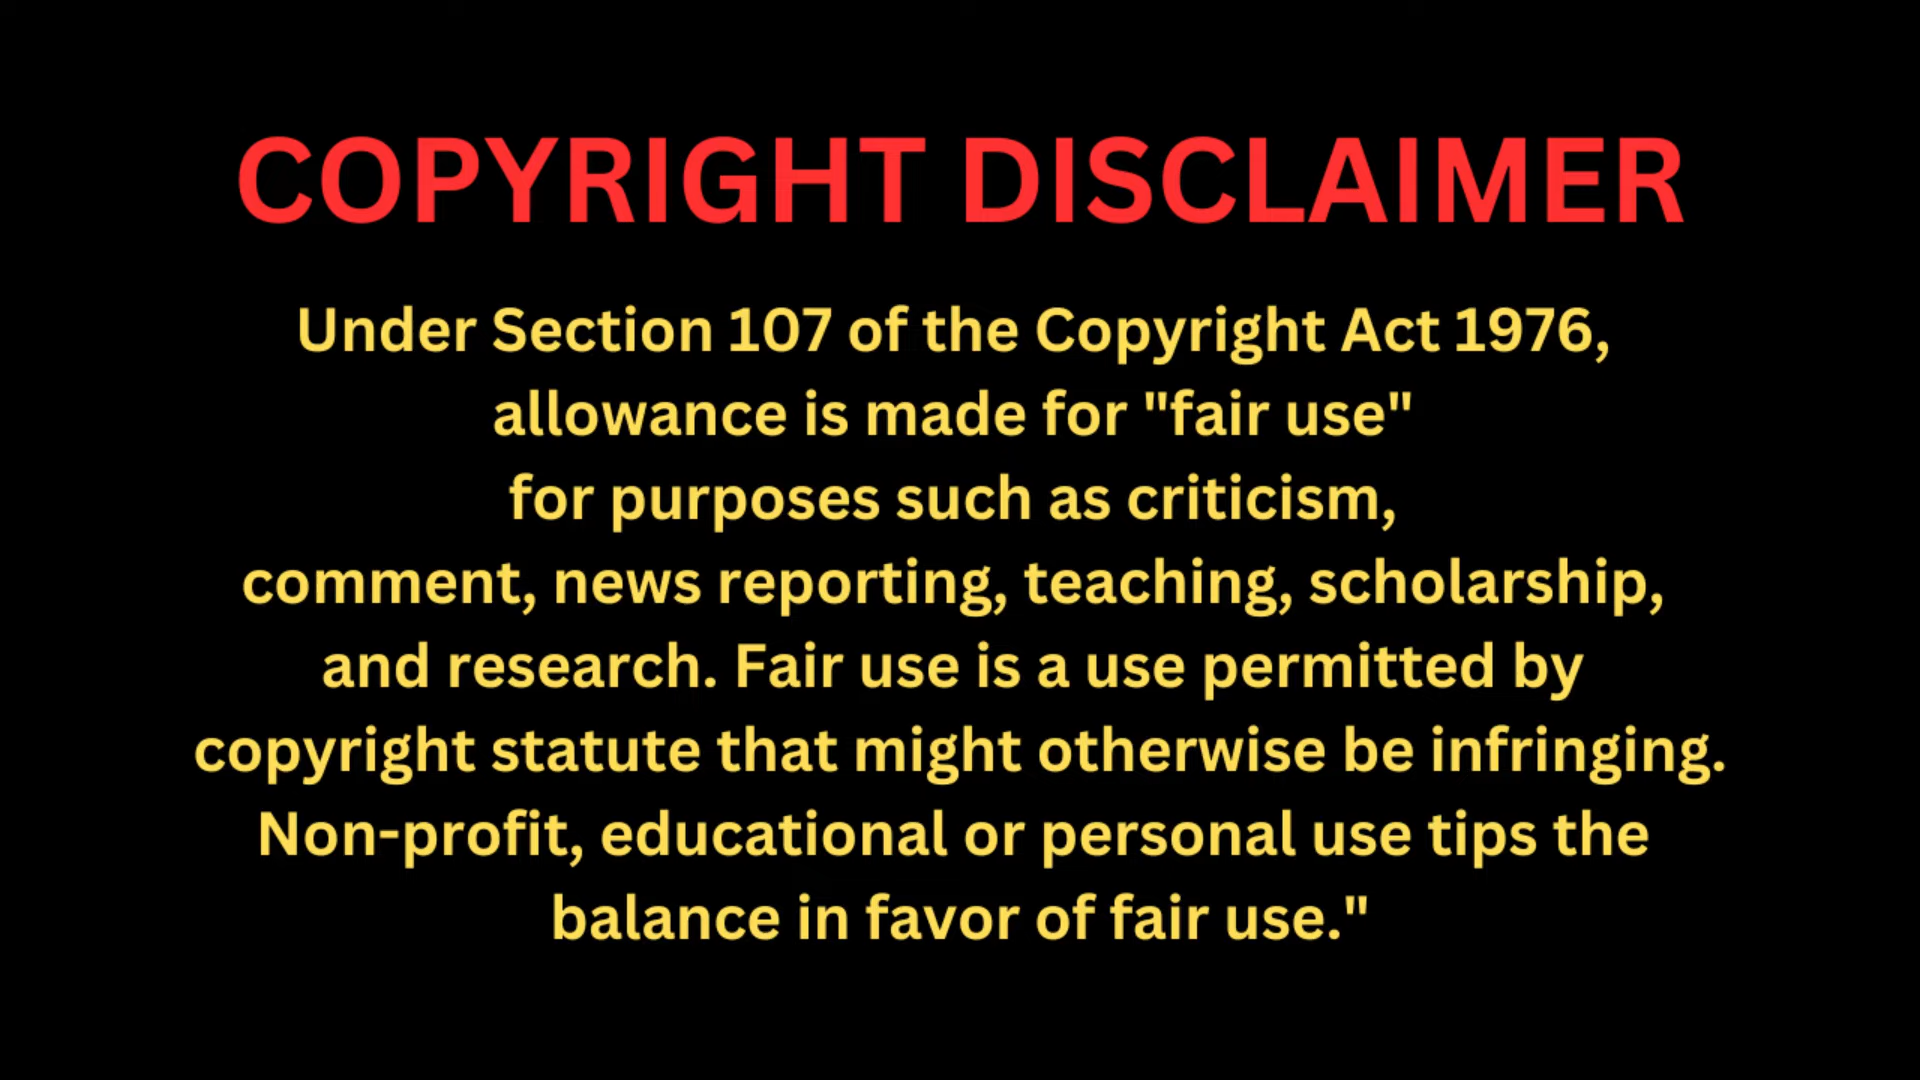 COPYRIGHT DISCLAIMER
Under Section 107 of the Copyright Act 1976,
allowance is made for "fair use"
for purposes such as criticism,
comment, news reporting, teaching, scholarship,
and research. Fair use is a use permitted by
copyright statute that might otherwise be infringing.
Non-profit, educational or personal use tips the
balance in favor of fair use."